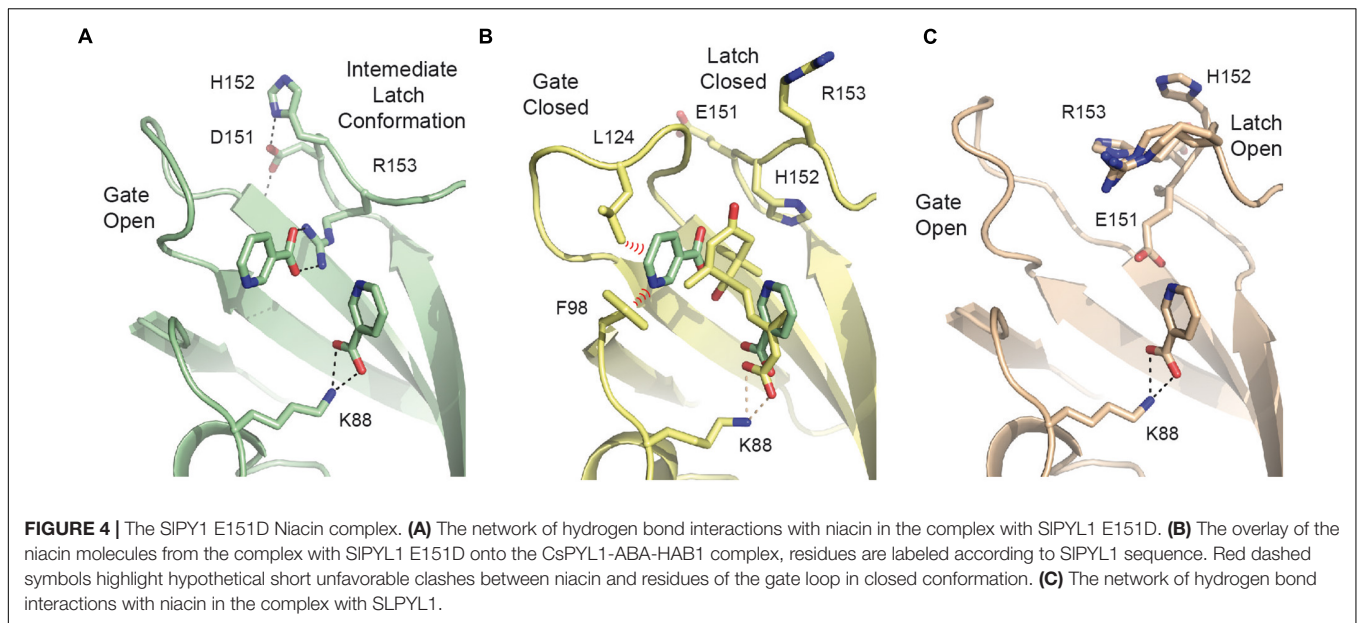 A
H152
Intemediate
Latch
Conformation
D151
R153
Gate
Open
K88
B
Latch
Closed
Gate
Closed
R153
E151
L124
H152
F98
K88
C
H152
R153
Latch
Open
Gate
Open
E151
K88
FIGURE 4 | The SlPY1 E151D Niacin complex. (A) The network of hydrogen bond interactions with niacin in the complex with SlPYL1 E151D. (B) The overlay of the
niacin molecules from the complex with SlPYL1 E151D onto the CsPYL1-ABA-HAB1 complex, residues are labeled according to SlPYL1 sequence. Red dashed
symbols highlight hypothetical short unfavorable clashes between niacin and residues of the gate loop in closed conformation. (C) The network of hydrogen bond
interactions with niacin in the complex with SLPYL1.